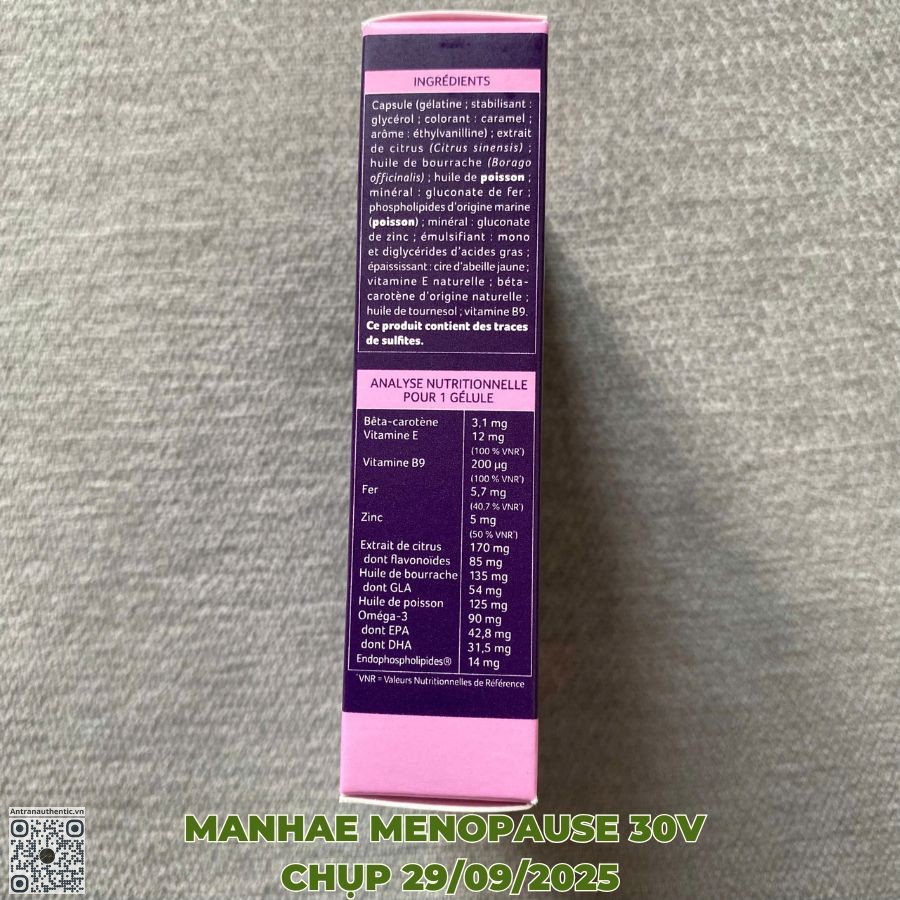 INGRÉDIENTS
Capsule (gélatine ; stabilisant :
glycérol ; colorant : caramel ;
arôme : éthylvanilline) ; extrait
de citrus (Citrus sinensis) ;
huile de bourrache (Borago
officinalis) ; huile de poisson ;
minéral : gluconate de fer ;
phospholipides d'origine marine
(poisson) ; minéral : gluconate
de zinc ; émulsifiant : mono
et diglycérides d'acides gras ;
épaississant : cire d'abeille jaune ;
vitamine E naturelle ; béta-
carotène d'origine naturelle ;
huile de tournesol ; vitamine B9.
Ce produit contient des traces
de sulfites.
ANALYSE NUTRITIONNELLE
POUR 1 GÉLULE
Bêta-carotène 3,1 mg
Vitamine E 12 mg
(100 % VNR*)
Vitamine B9 200 µg
(100 % VNR*)
Fer 5,7 mg
(40,7 % VNR*)
Zinc 5 mg
(50 % VNR*)
Extrait de citrus 170 mg
dont flavonoïdes 85 mg
Huile de bourrache 135 mg
dont GLA 54 mg
Huile de poisson 125 mg
Oméga-3 90 mg
dont EPA 42,8 mg
dont DHA 31,5 mg
Endophospholipides® 14 mg
*VNR = Valeurs Nutritionnelles de Référence
Antranauthentic.vn
MANHAE MENOPAUSE 30V
CHỤP 29/09/2025